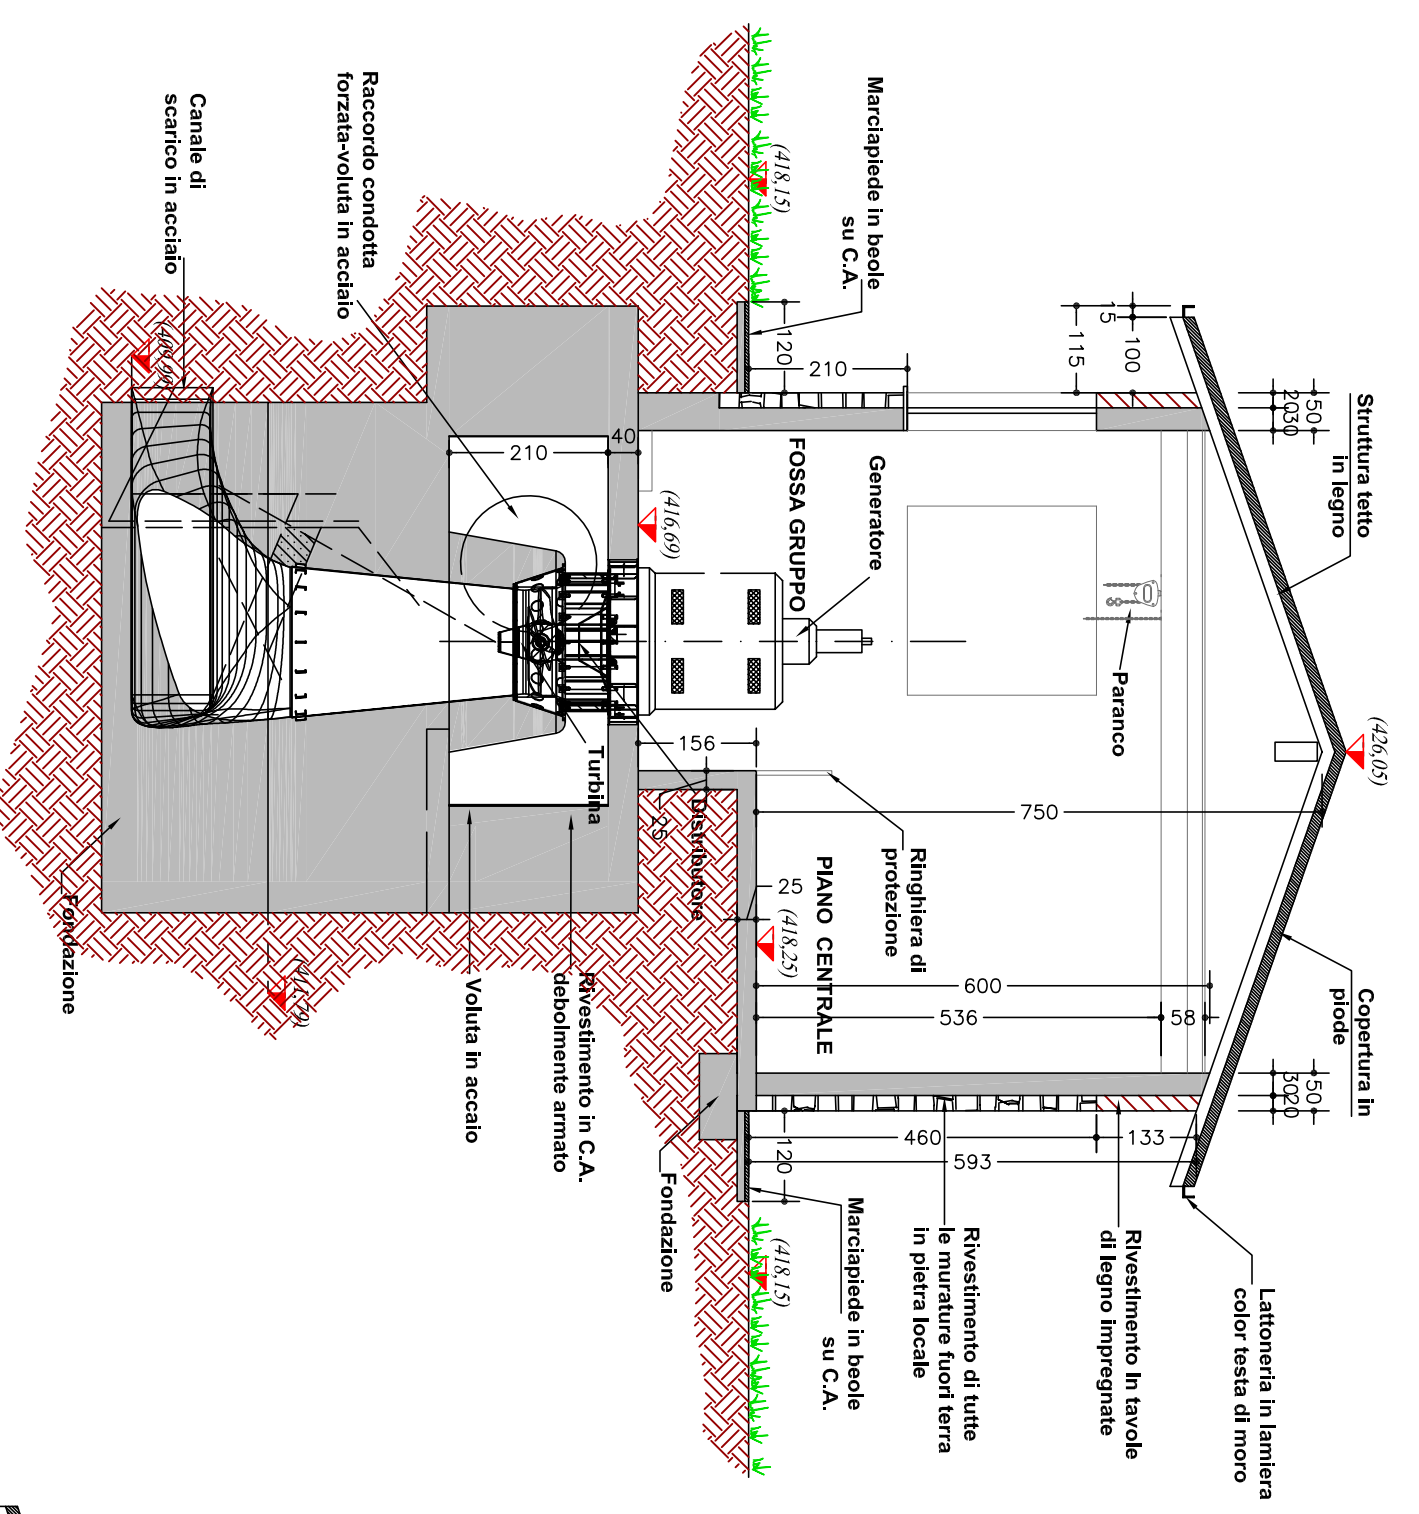 (426,05)
Struttura tetto
in legno
Copertura in
piode
Lattoneria in lamiera
color testa di moro
50
20
30
50
30
20
15
100
115
58
133
Paranco
RIvestImento In tavole
di legno impregnate
750
600
536
460
593
Rivestimento di tutte
le murature fuori terra
in pietra locale
Ringhiera di
protezione
Marciapiede in beole
su C.A.
Generatore
FOSSA GRUPPO
PIANO CENTRALE
Marciapiede in beole
su C.A.
210
120
120
(418,15)
(418,25)
(418,15)
25
156
25
Distributore
(416,69)
40
210
Turbina
Fondazione
Rivestimento in C.A.
debolmente armato
Voluta in accaio
Raccordo condotta
forzata-voluta in acciaio
Canale di
scarico in acciaio
(409,96)
(411,79)
Fondazione